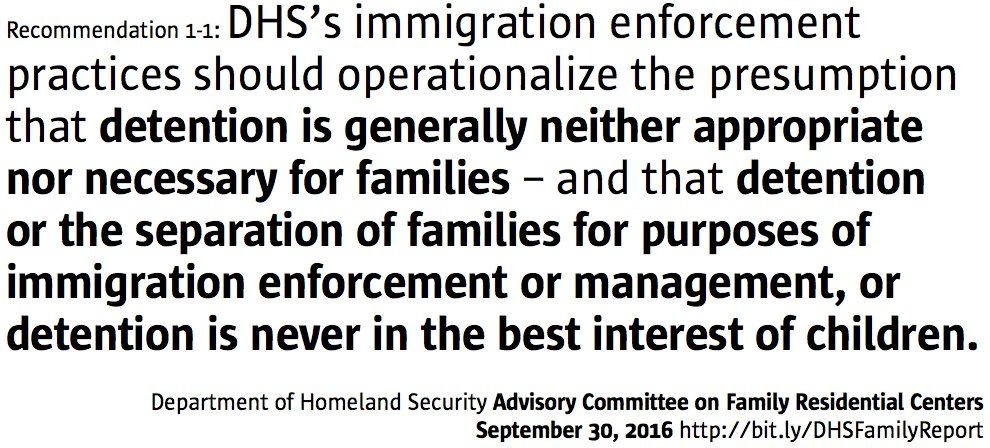 Recommendation 1-1: DHS’s immigration enforcement
practices should operationalize the presumption
that detention is generally neither appropriate
nor necessary for families – and that detention
or the separation of families for purposes of
immigration enforcement or management, or
detention is never in the best interest of children.
Department of Homeland Security Advisory Committee on Family Residential Centers
September 30, 2016 http://bit.ly/DHSFamilyReport